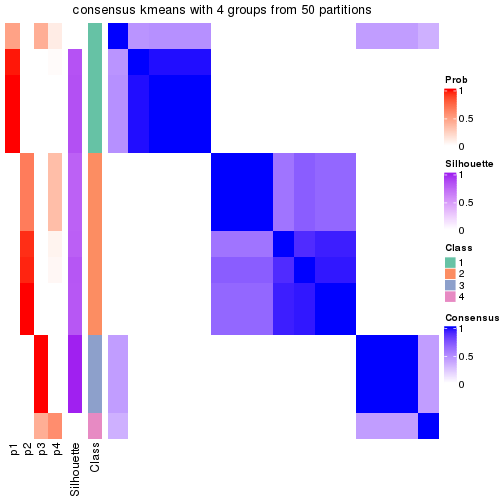 consensus kmeans with 4 groups from 50 partitions
Prob
1
0.5
0
Silhouette
1
0.5
0
Class
1
2
3
4
Consensus
1
0.5
0
p1
p2
p3
p4
Silhouette
Class